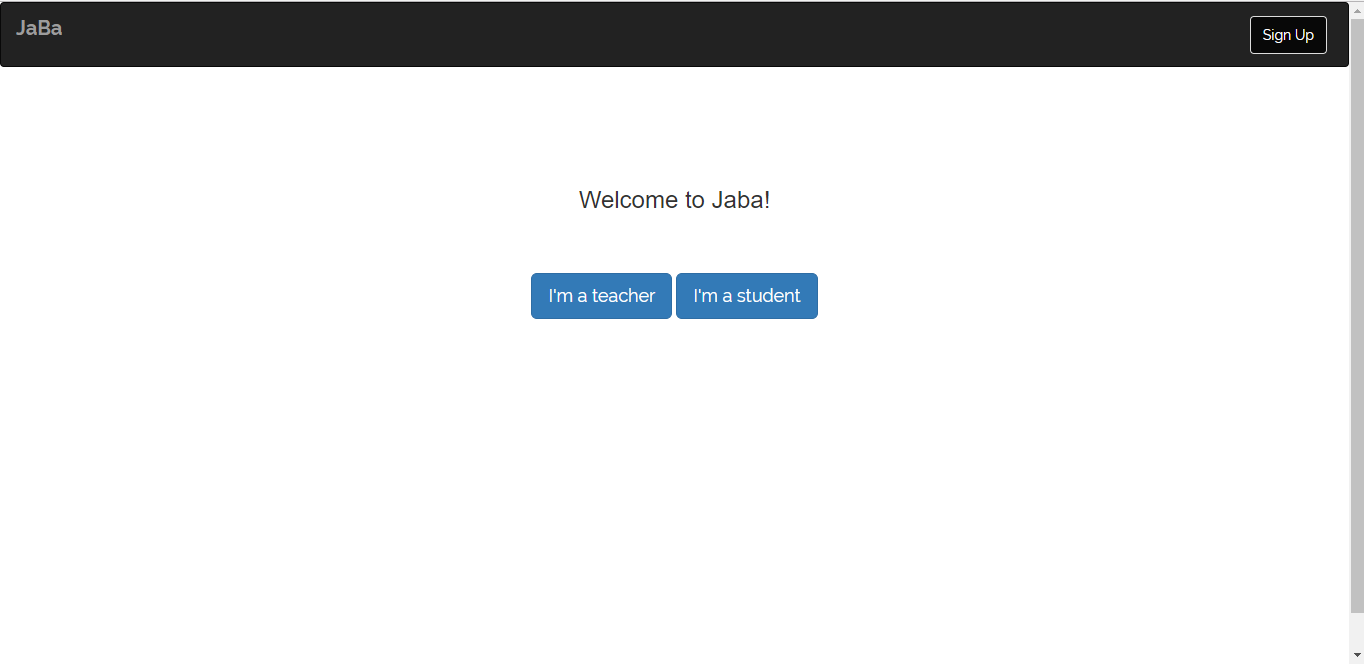 JaBa
Sign Up
Welcome to Jaba!
I'm a teacher
I'm a student